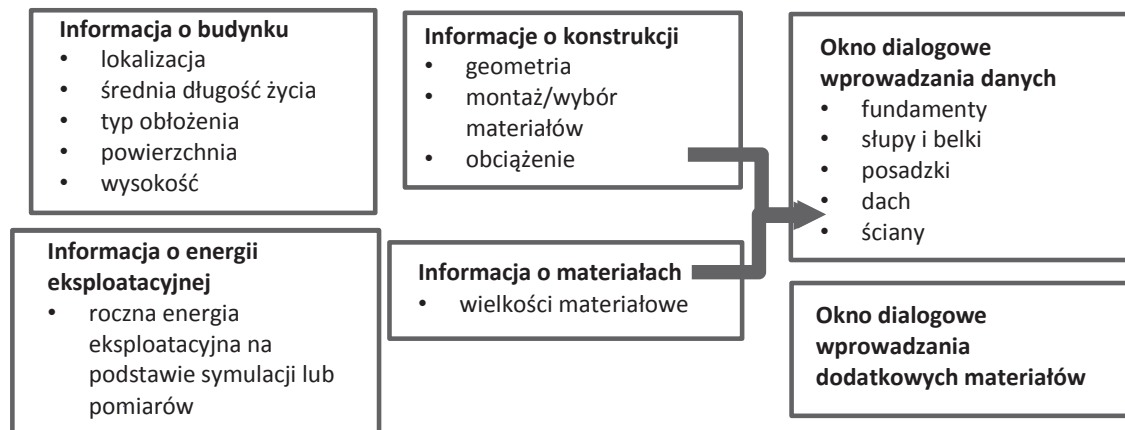 Informacja o budynku
• lokalizacja
• średnia długość życia
• typ obłożenia
• powierzchnia
• wysokość
Informacja o energii
eksploatacyjnej
• roczna energia
eksploatacyjna na
podstawie symulacji lub
pomiarów
Informacje o konstrukcji
• geometria
• montaż/wybór
materiałów
• obciążenie
Informacja o materiałach
• wielkości materiałowe
Okno dialogowe
wprowadzania danych
• fundamenty
• słupy i belki
• posadzki
• dach
• ściany
Okno dialogowe
wprowadzania
dodatkowych materiałów